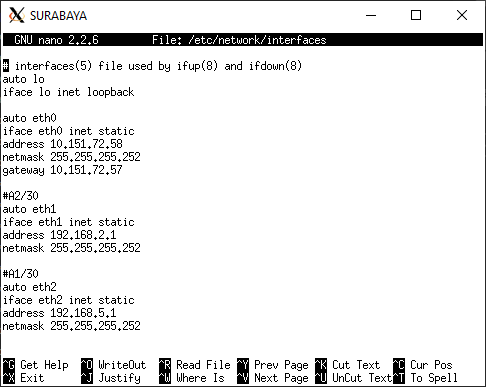 SURABAYA
GNU nano 2.2.6 File: /etc/network/interfaces
# interfaces(5) file used by ifup(8) and ifdown(8)
auto lo
iface lo inet loopback
auto eth0
iface eth0 inet static
address 10.151.72.58
netmask 255.255.255.252
gateway 10.151.72.57
#A2/30
auto eth1
iface eth1 inet static
address 192.168.2.1
netmask 255.255.255.252
#A1/30
auto eth2
iface eth2 inet static
address 192.168.5.1
netmask 255.255.255.252
^G Get Help ^O WriteOut ^R Read File ^Y Prev Page ^K Cut Text ^C Cur Pos
^X Exit ^J Justify ^W Where Is ^V Next Page ^U UnCut Text ^T To Spell